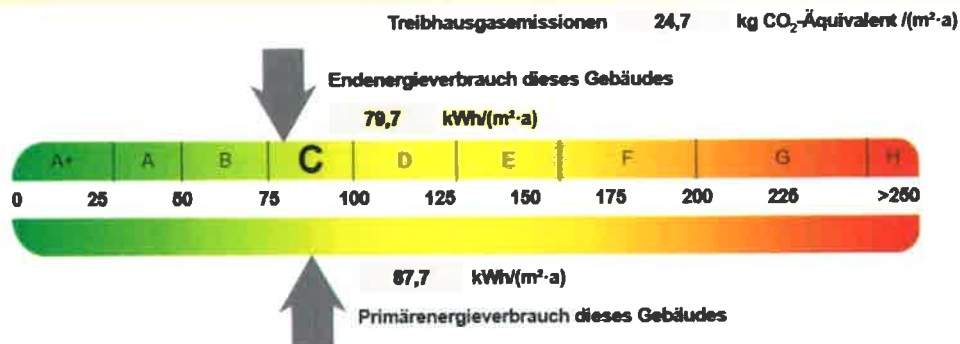 Treibhausgasemissionen 24,7 kg CO₂-Äquivalent /(m²·a)
Endenergieverbrauch dieses Gebäudes
79,7 kWh/(m²·a)
A+ A B C D E F G H
0 25 50 75 100 125 150 175 200 225 >250
87,7 kWh/(m²·a)
Primärenergieverbrauch dieses Gebäudes